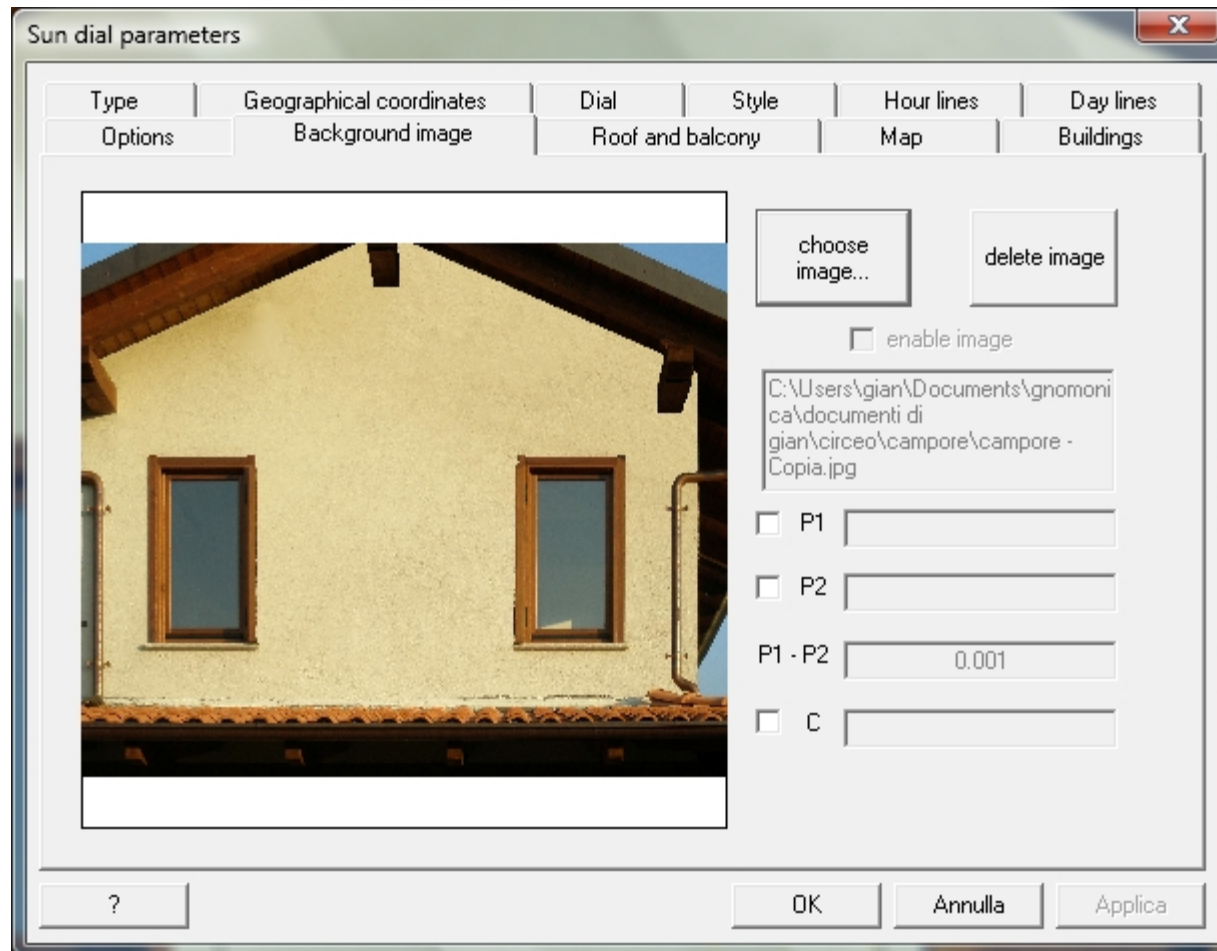 Sun dial parameters
Type Geographical coordinates Dial Style Hour lines Day lines
Options Background image Roof and balcony Map Buildings
choose
image...
delete image
enable image
C:\Users\gian\Documents\gnomoni
ca\documenti di
gian\circeo\campore\campore -
Copia.jpg
P1
P2
P1 - P2 0.001
C
? OK Annulla Applica